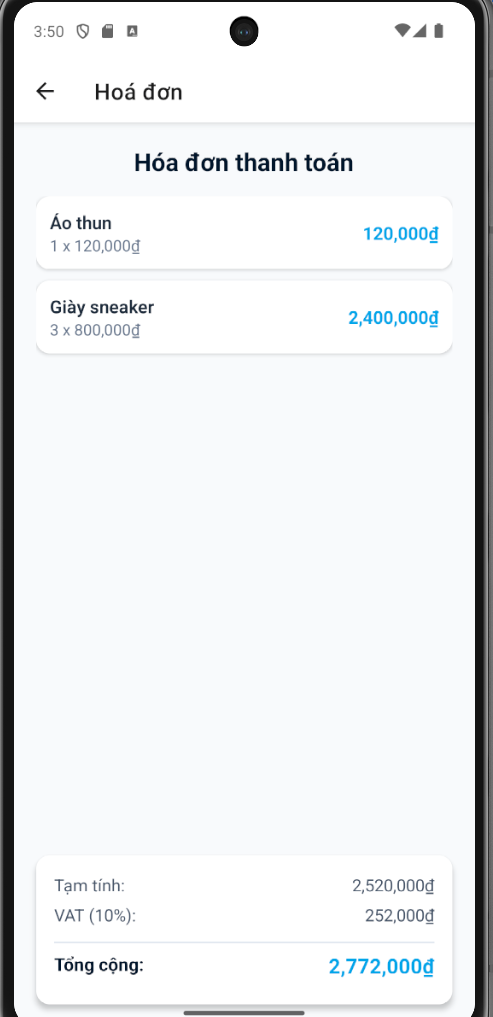 3:50
Hoá đơn
Hóa đơn thanh toán
Áo thun
1 x 120,000₫
120,000₫
Giày sneaker
3 x 800,000₫
2,400,000₫
Tạm tính: 2,520,000₫
VAT (10%): 252,000₫
Tổng cộng: 2,772,000₫